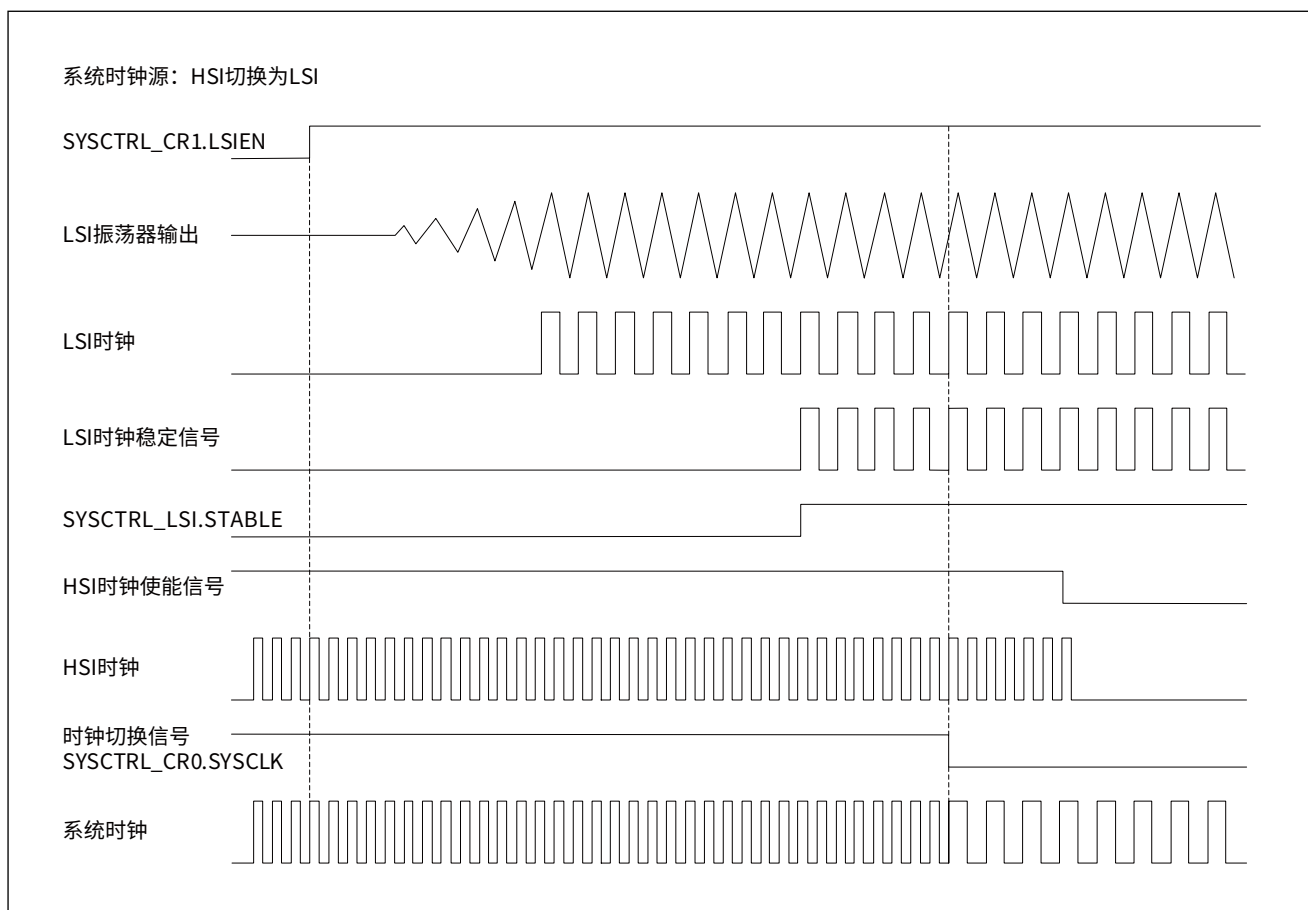 系统时钟源：HSI切换为LSI
SYSCTRL_CR1.LSIEN
LSI振荡器输出
LSI时钟
LSI时钟稳定信号
SYSCTRL_LSI.STABLE
HSI时钟使能信号
HSI时钟
时钟切换信号
SYSCTRL_CR0.SYSCLK
系统时钟